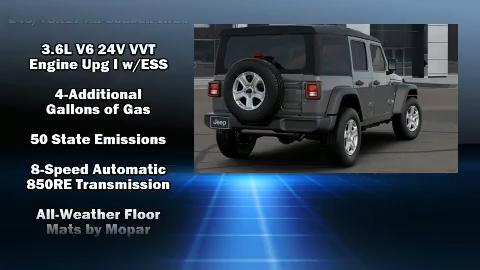 3.6L V6 24V VVT
Engine Upg I w/ESS
4-Additional
Gallons of Gas
50 State Emissions
8-Speed Automatic
850RE Transmission
All-Weather Floor
Mats by Mopar
Jeep